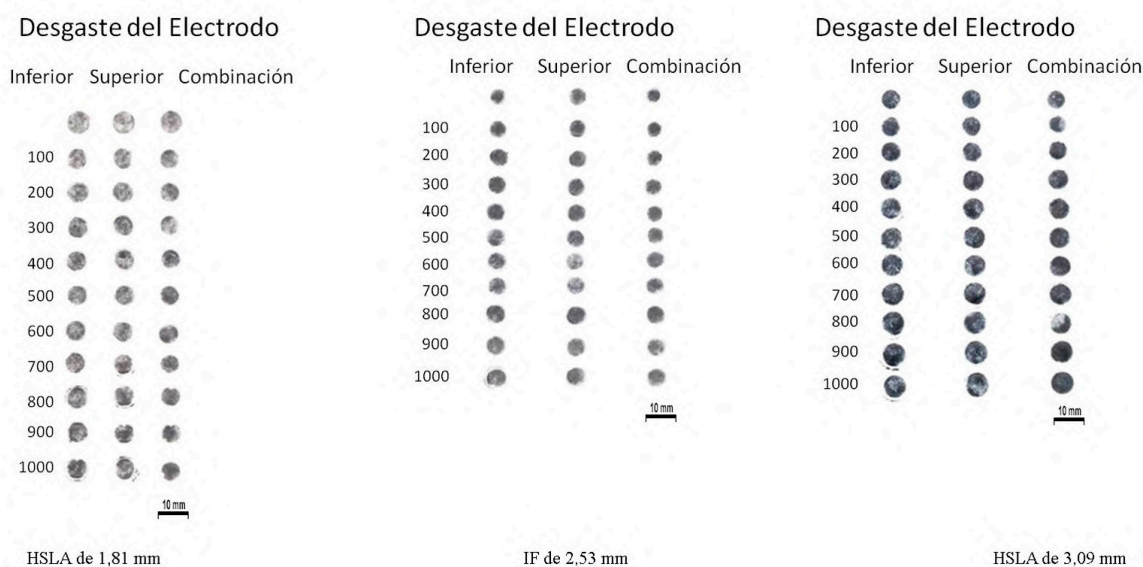 Desgaste del Electrodo
Inferior Superior Combinación
100
200
300
400
500
600
700
800
900
1000
10 mm
HSLA de 1,81 mm
Desgaste del Electrodo
Inferior Superior Combinación
100
200
300
400
500
600
700
800
900
1000
10 mm
IF de 2,53 mm
Desgaste del Electrodo
Inferior Superior Combinación
100
200
300
400
500
600
700
800
900
1000
10 mm
HSLA de 3,09 mm